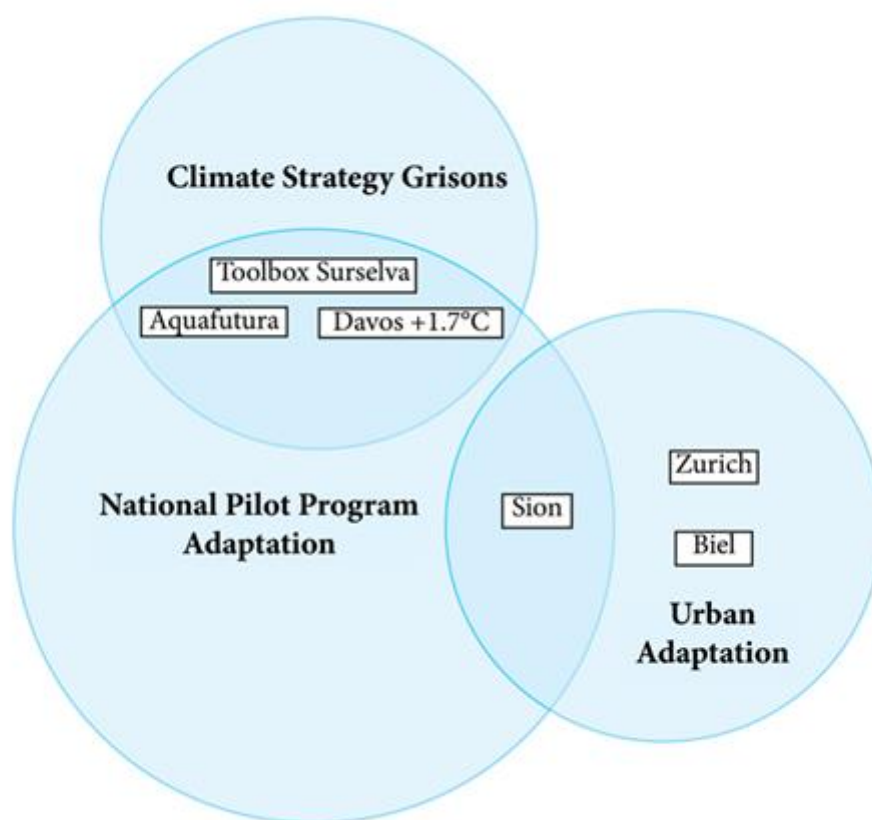 Climate Strategy Grisons
Toolbox Surselva
Aquafutura
Davos +1.7°C
National Pilot Program
Adaptation
Sion
Zurich
Biel
Urban
Adaptation